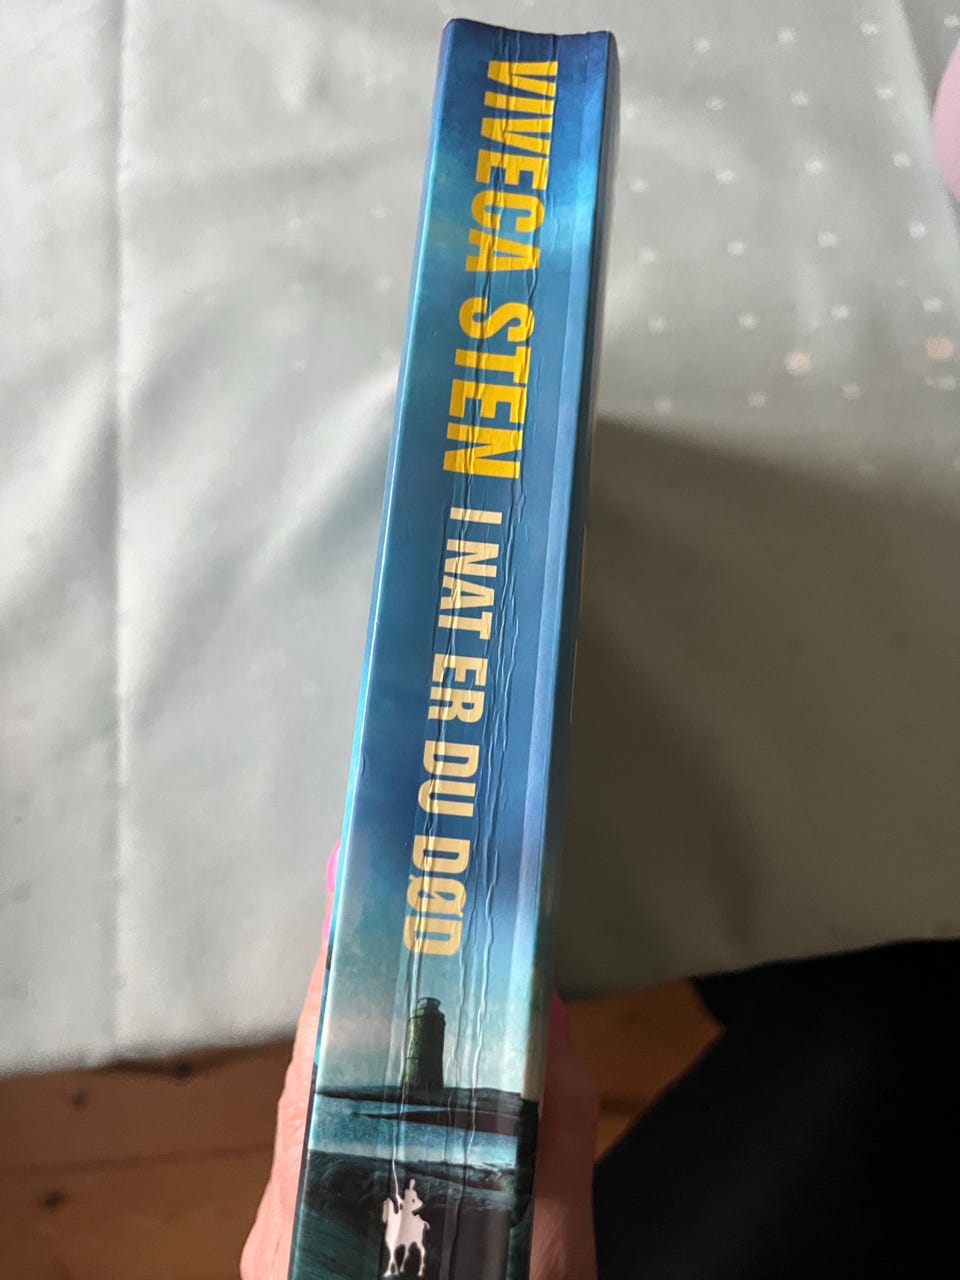 VIVECA STEN I NAT ER DU DØD